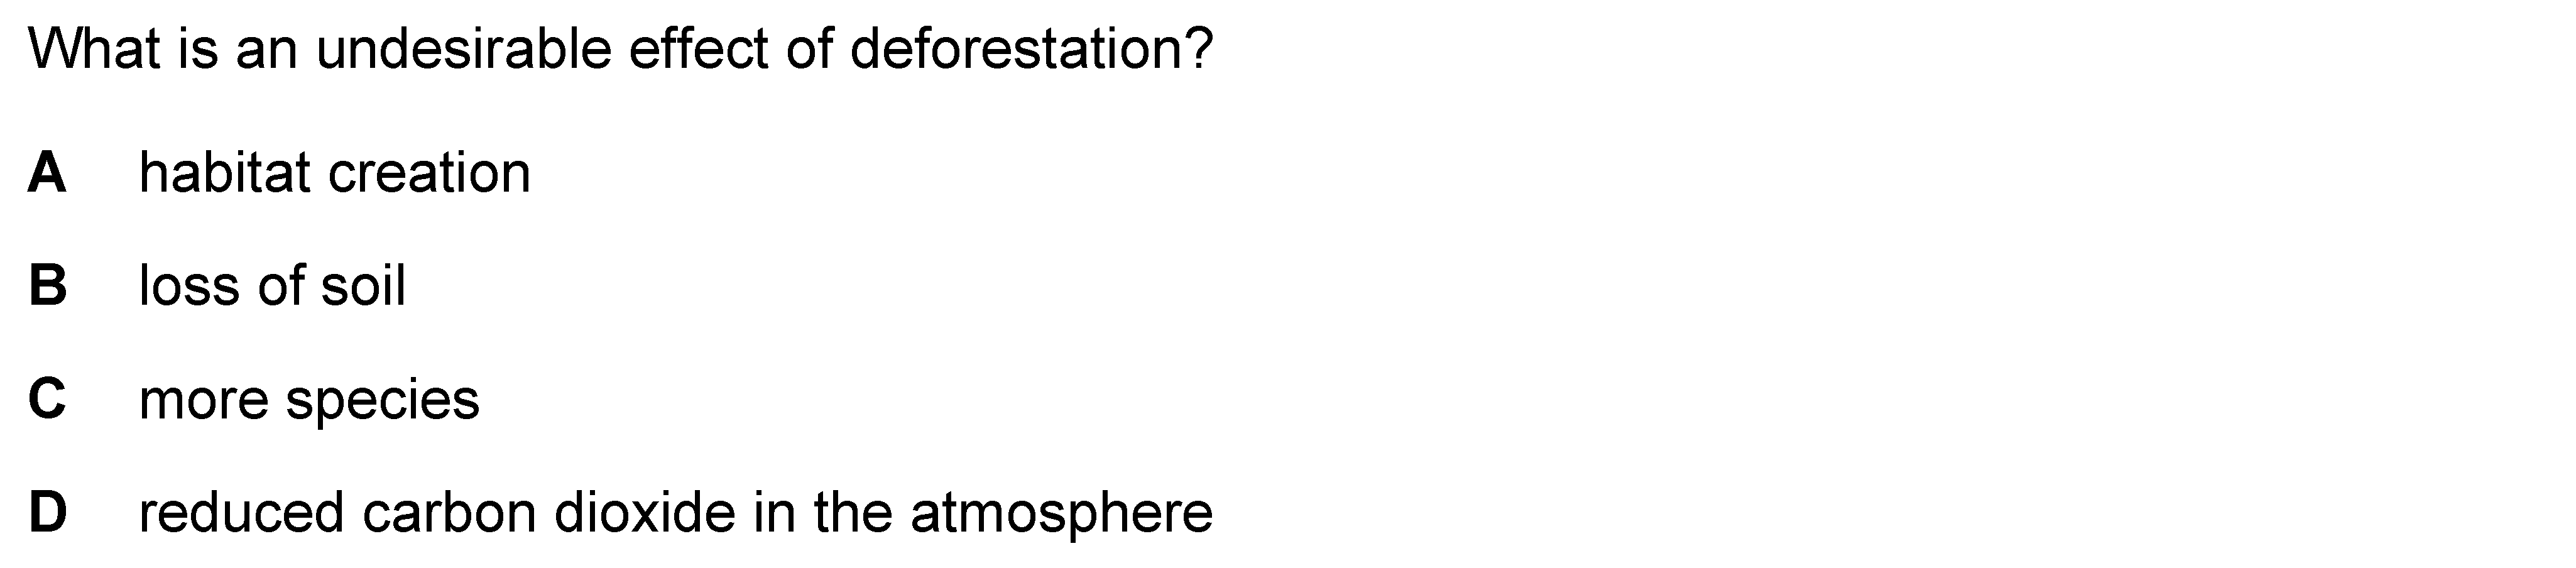 What is an undesirable effect of deforestation?
A habitat creation
B loss of soil
C more species
D reduced carbon dioxide in the atmosphere